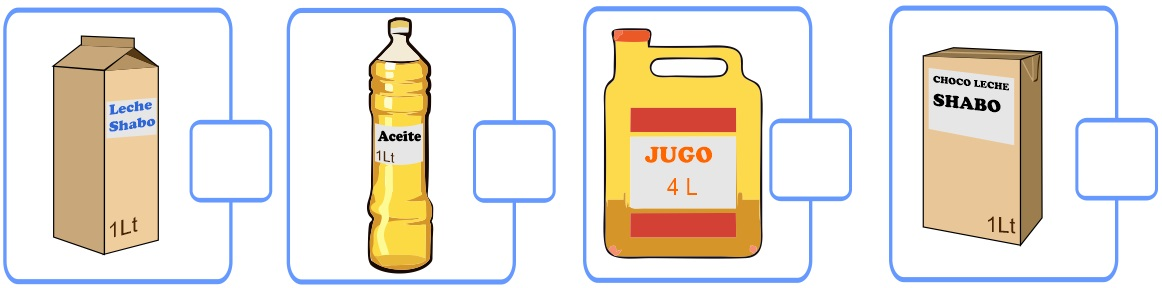 Leche
Shabo
1Lt
Aceite
1Lt
JUGO
4 L
CHOCO LECHE
SHABO
1Lt